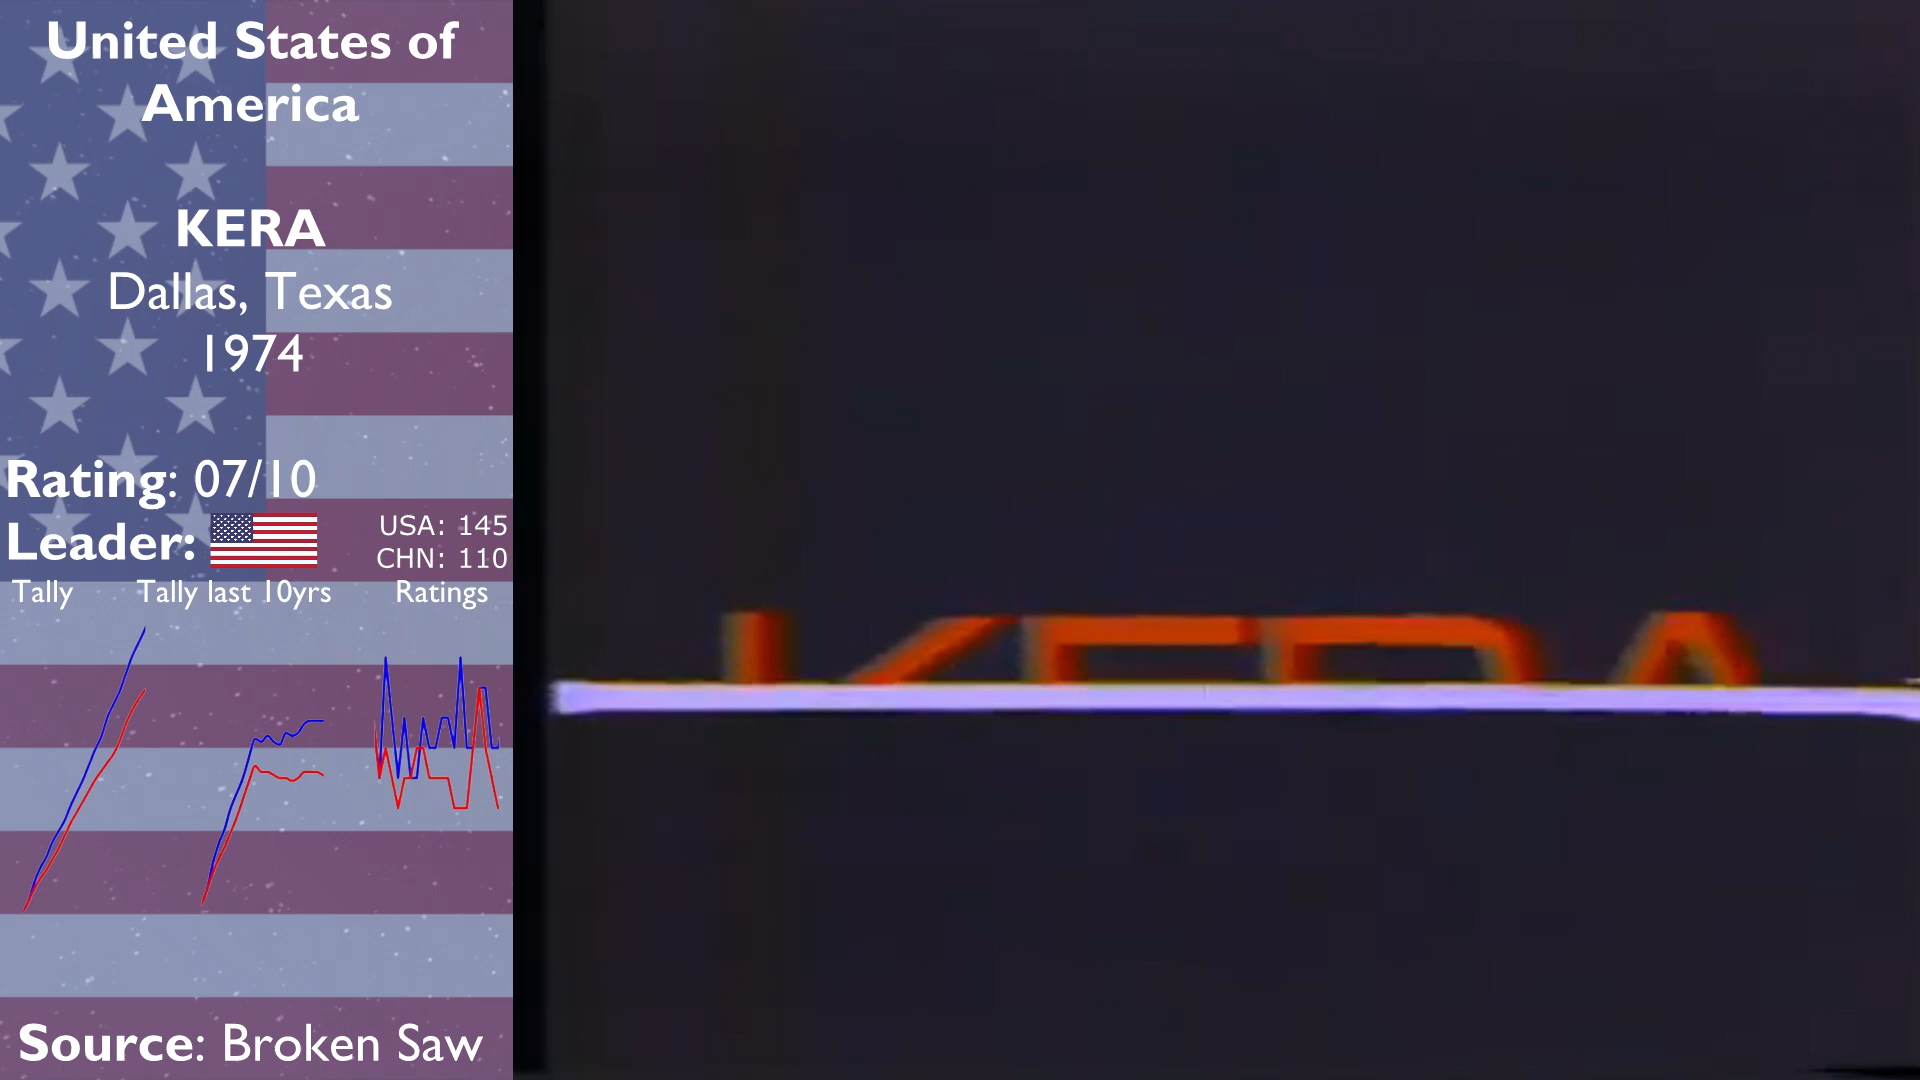 United States of
America
KERA
Dallas, Texas
1974
Rating: 07/10
Leader:
USA: 145
CHN: 110
Tally
Tally last 10yrs
Ratings
Source: Broken Saw
KERA